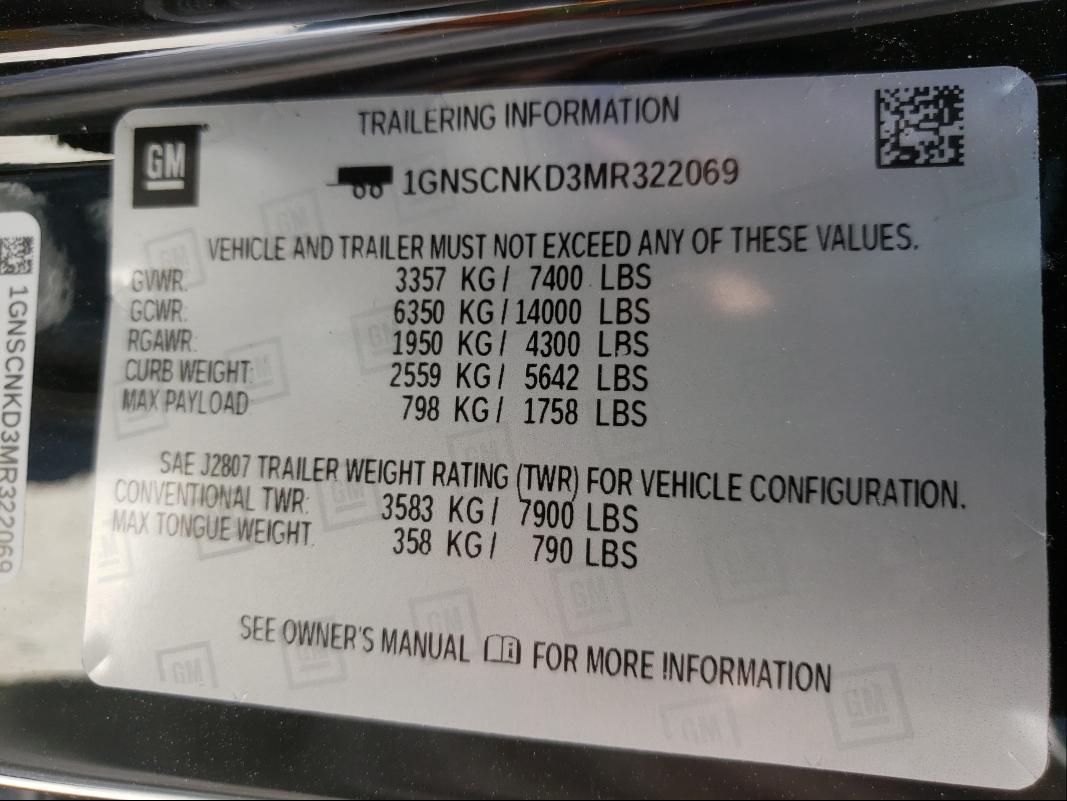 GM
TRAILERING INFORMATION
1GNSCNKD3MR322069
VEHICLE AND TRAILER MUST NOT EXCEED ANY OF THESE VALUES.
GVWR: 3357 KG / 7400 LBS
GCWR: 6350 KG / 14000 LBS
RGAWR: 1950 KG / 4300 LBS
CURB WEIGHT: 2559 KG / 5642 LBS
MAX PAYLOAD 798 KG / 1758 LBS
SAE J2807 TRAILER WEIGHT RATING (TWR) FOR VEHICLE CONFIGURATION.
CONVENTIONAL TWR: 3583 KG / 7900 LBS
MAX TONGUE WEIGHT. 358 KG / 790 LBS
SEE OWNER'S MANUAL FOR MORE INFORMATION
1GNSCNKD3MR322069